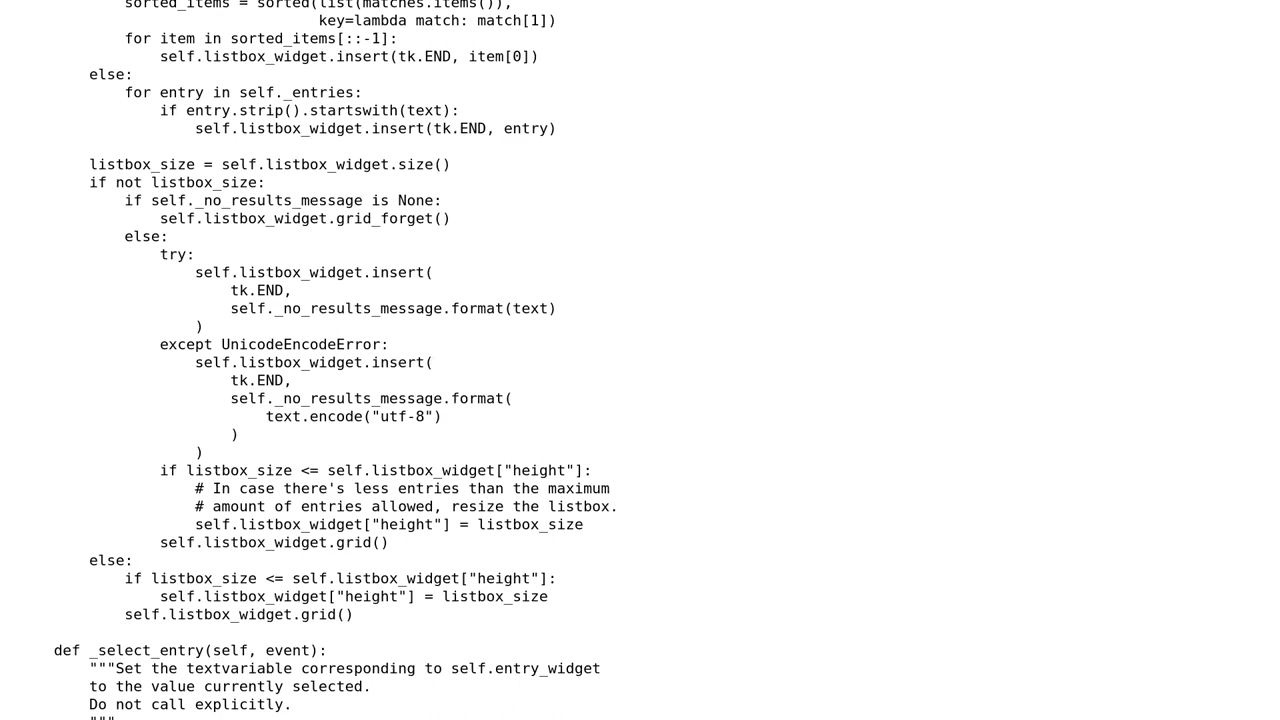 sorted_items = sorted(list(matches.items()),
                      key=lambda match: match[1])
for item in sorted_items[::-1]:
    self.listbox_widget.insert(tk.END, item[0])
else:
    for entry in self._entries:
        if entry.strip().startswith(text):
            self.listbox_widget.insert(tk.END, entry)

listbox_size = self.listbox_widget.size()
if not listbox_size:
    if self._no_results_message is None:
        self.listbox_widget.grid_forget()
    else:
        try:
            self.listbox_widget.insert(
                tk.END,
                self._no_results_message.format(text)
            )
        except UnicodeEncodeError:
            self.listbox_widget.insert(
                tk.END,
                self._no_results_message.format(
                    text.encode("utf-8")
                )
            )
        if listbox_size <= self.listbox_widget["height"]:
            # In case there's less entries than the maximum
            # amount of entries allowed, resize the listbox.
            self.listbox_widget["height"] = listbox_size
        self.listbox_widget.grid()
else:
    if listbox_size <= self.listbox_widget["height"]:
        self.listbox_widget["height"] = listbox_size
    self.listbox_widget.grid()

def _select_entry(self, event):
    """Set the textvariable corresponding to self.entry_widget
    to the value currently selected.
    Do not call explicitly.
    """